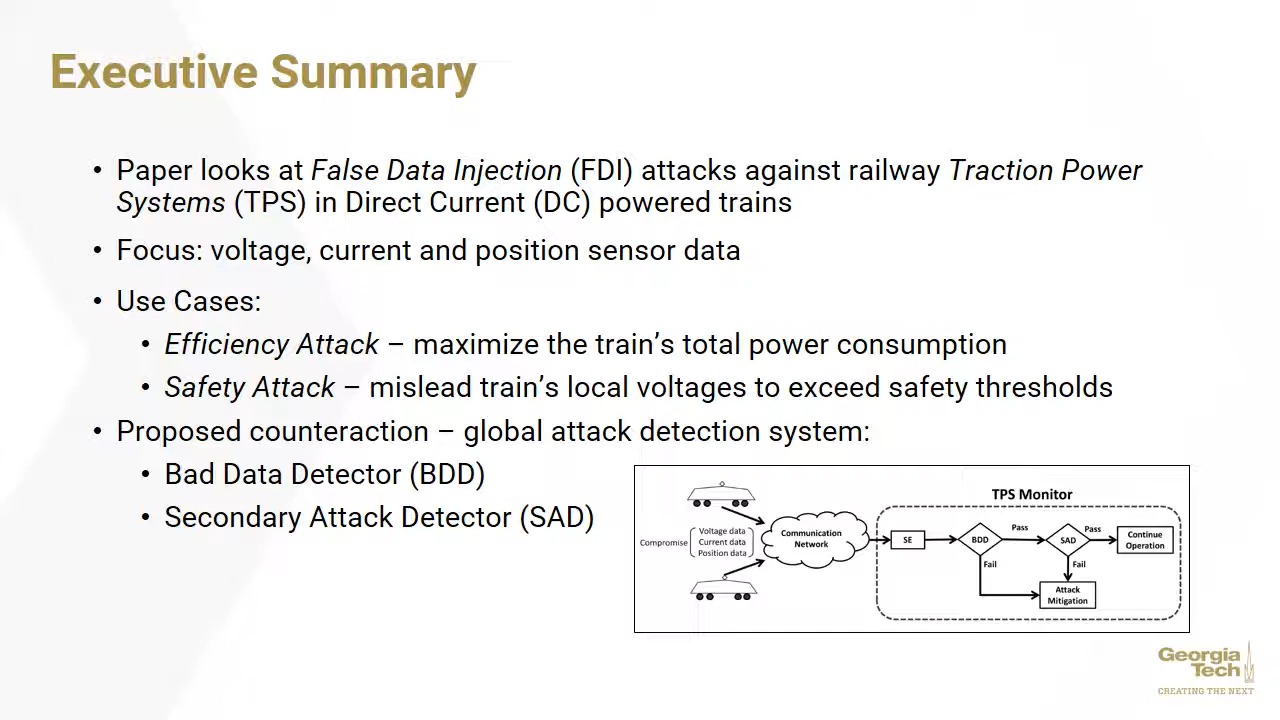 Executive Summary
• Paper looks at False Data Injection (FDI) attacks against railway Traction Power
Systems (TPS) in Direct Current (DC) powered trains
• Focus: voltage, current and position sensor data
• Use Cases:
• Efficiency Attack – maximize the train's total power consumption
• Safety Attack – mislead train's local voltages to exceed safety thresholds
• Proposed counteraction – global attack detection system:
• Bad Data Detector (BDD)
• Secondary Attack Detector (SAD)
Compromise
Voltage data
Current data
Position data
Communication
Network
TPS Monitor
SE
BDD
Pass
Fail
SAD
Pass
Fail
Continue
Operation
Attack
Mitigation
Georgia
Tech
CREATING THE NEXT